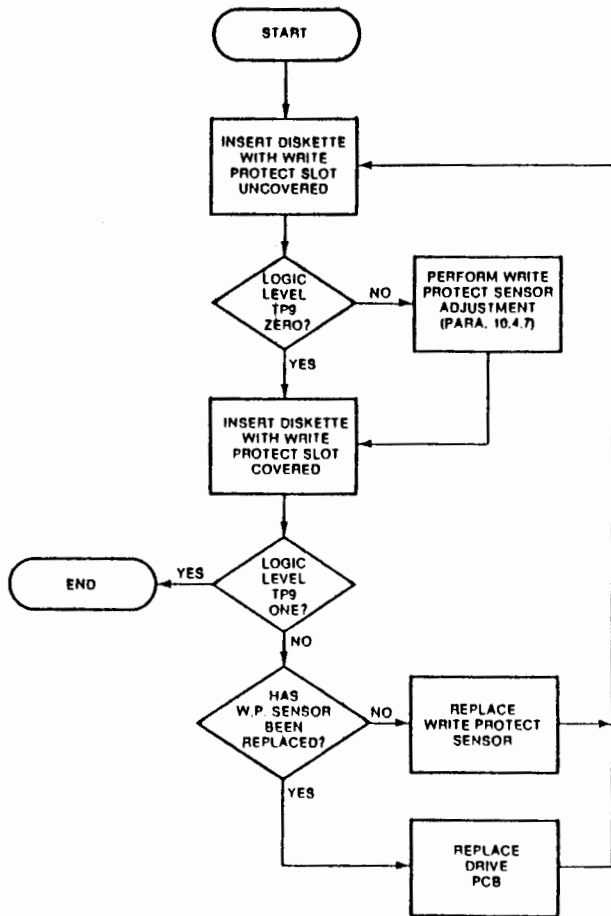 START
INSERT DISKETTE
WITH WRITE
PROTECT SLOT
UNCOVERED
LOGIC
LEVEL
TP9
ZERO?
NO
PERFORM WRITE
PROTECT SENSOR
ADJUSTMENT
(PARA. 10.4.7)
YES
INSERT DISKETTE
WITH WRITE
PROTECT SLOT
COVERED
END
YES
LOGIC
LEVEL
TP9
ONE?
NO
HAS
W.P. SENSOR
BEEN
REPLACED?
NO
REPLACE
WRITE PROTECT
SENSOR
YES
REPLACE
DRIVE
PCB